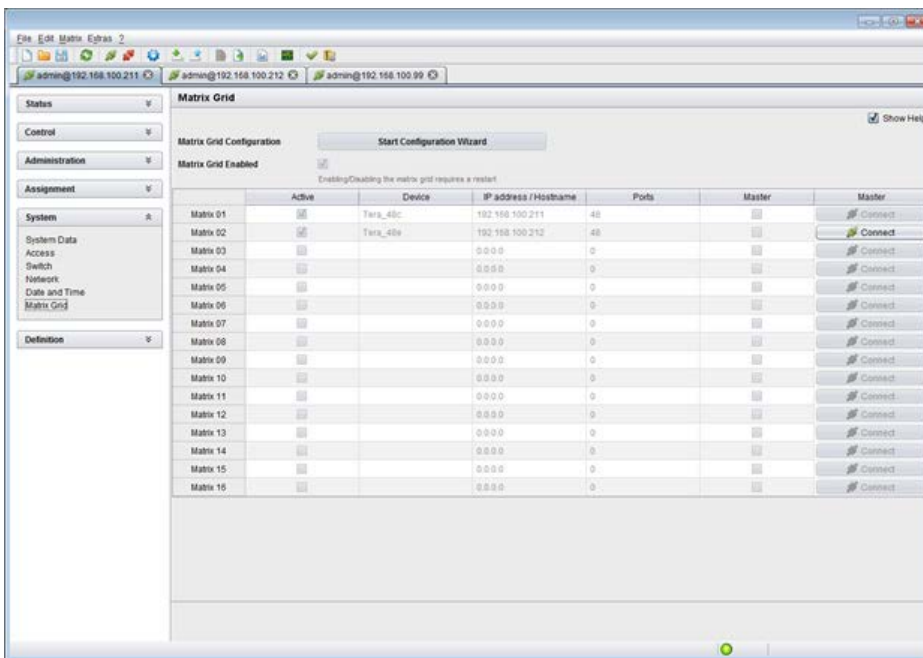 File Edit Matrix Extras ?
admin@192.168.100.211 admin@192.168.100.212 admin@192.168.100.99
Status
Control
Administration
Assignment
System
System Data
Access
Switch
Network
Date and Time
Matrix Grid
Definition
Matrix Grid
Show Help
Matrix Grid Configuration Start Configuration Wizard
Matrix Grid Enabled
Enabling/Disabling the matrix grid requires a restart
Active Device IP address / Hostname Ports Master Master
Matrix 01 Tera_48c 192.168.100.211 48 Connect
Matrix 02 Tera_48e 192.168.100.212 48 Connect
Matrix 03 0.0.0.0 0 Connect
Matrix 04 0.0.0.0 0 Connect
Matrix 05 0.0.0.0 0 Connect
Matrix 06 0.0.0.0 0 Connect
Matrix 07 0.0.0.0 0 Connect
Matrix 08 0.0.0.0 0 Connect
Matrix 09 0.0.0.0 0 Connect
Matrix 10 0.0.0.0 0 Connect
Matrix 11 0.0.0.0 0 Connect
Matrix 12 0.0.0.0 0 Connect
Matrix 13 0.0.0.0 0 Connect
Matrix 14 0.0.0.0 0 Connect
Matrix 15 0.0.0.0 0 Connect
Matrix 16 0.0.0.0 0 Connect